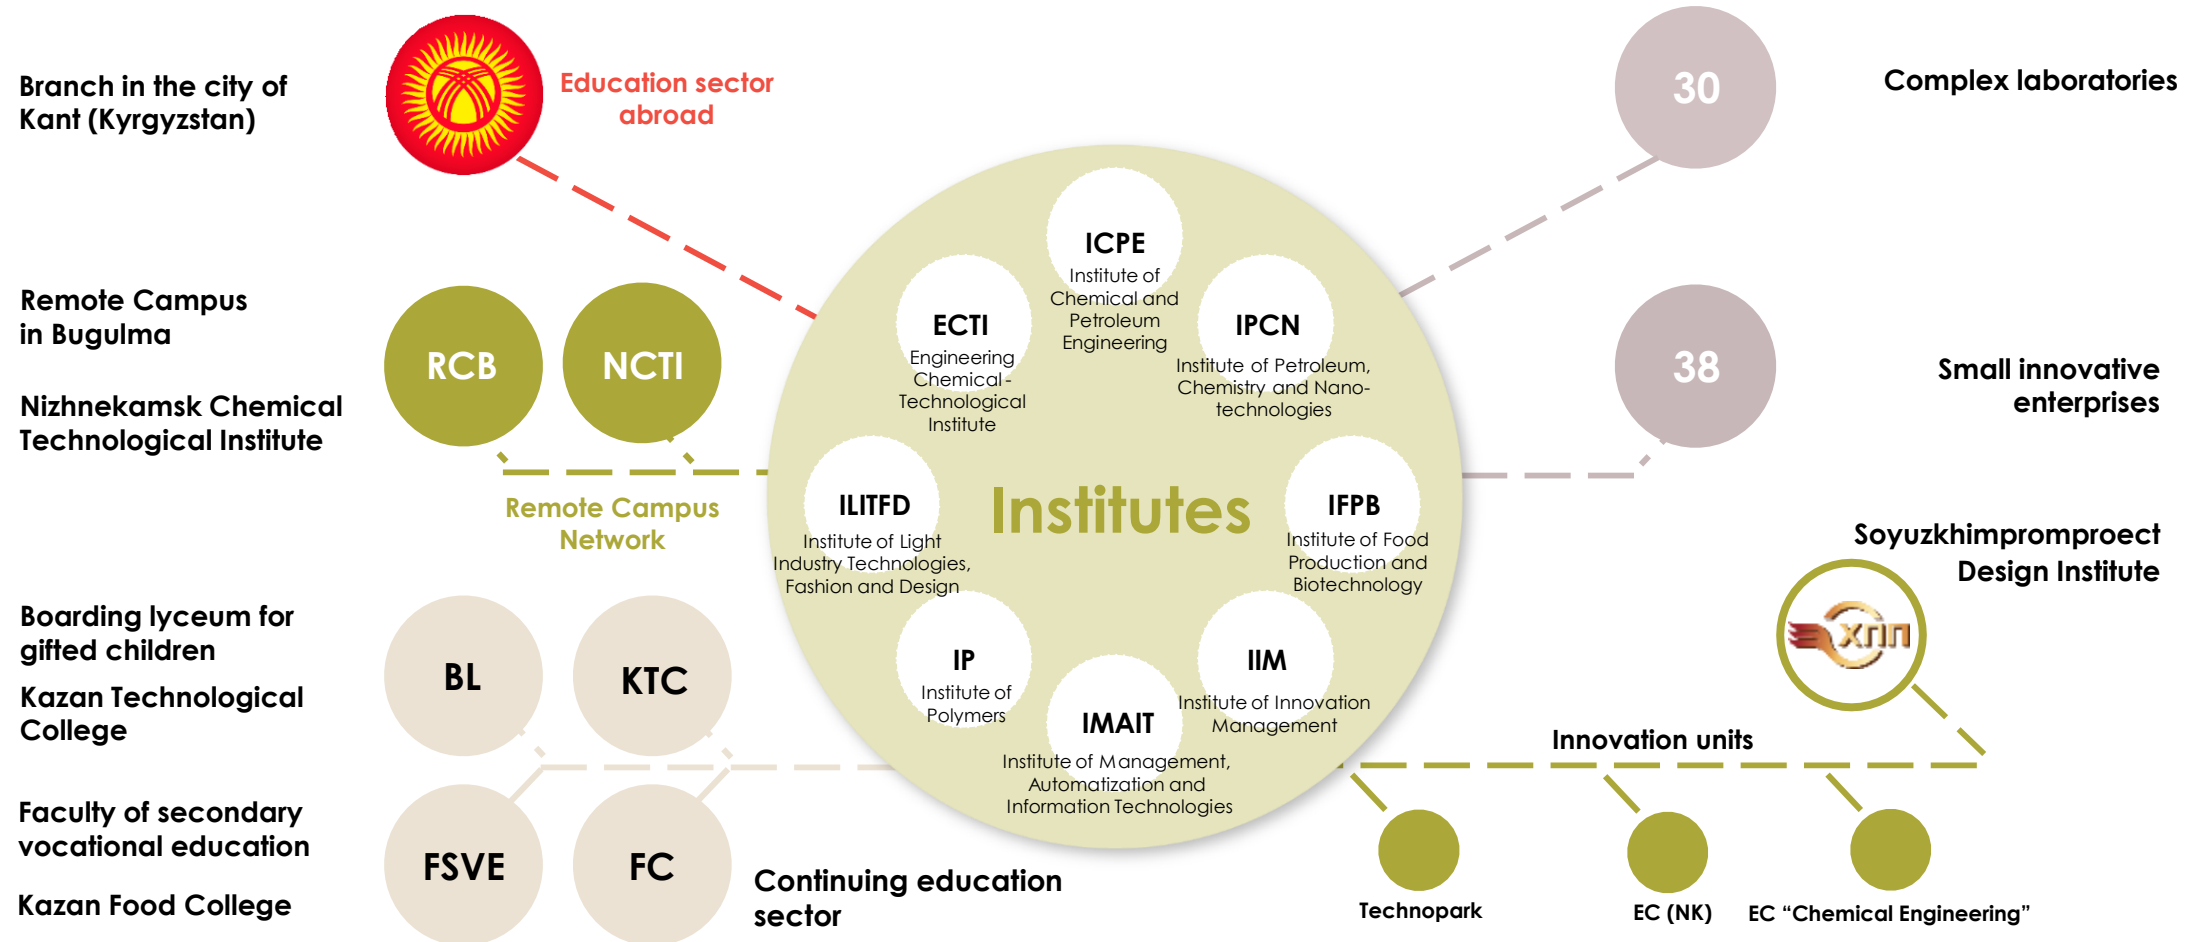 Branch in the city of
Kant (Kyrgyzstan)
Education sector
abroad
30
Complex laboratories
Remote Campus
in Bugulma
Nizhnekamsk Chemical
Technological Institute
RCB
NCTI
Remote Campus
Network
38
Small innovative
enterprises
Institutes
ICPE
Institute of
Chemical and
Petroleum
Engineering
ECTI
Engineering
Chemical-
Technological
Institute
IPCN
Institute of Petroleum,
Chemistry and Nano-
technologies
ILITFD
Institute of Light
Industry Technologies,
Fashion and Design
IFPB
Institute of Food
Production and
Biotechnology
IP
Institute of
Polymers
IIM
Institute of Innovation
Management
IMAIT
Institute of Management,
Automatization and
Information Technologies
Soyuzkhimpromproect
Design Institute
ХПП
Innovation units
Technopark
EC (NK)
EC “Chemical Engineering”
Boarding lyceum for
gifted children
Kazan Technological
College
BL
KTC
Faculty of secondary
vocational education
Kazan Food College
FSVE
FC
Continuing education
sector